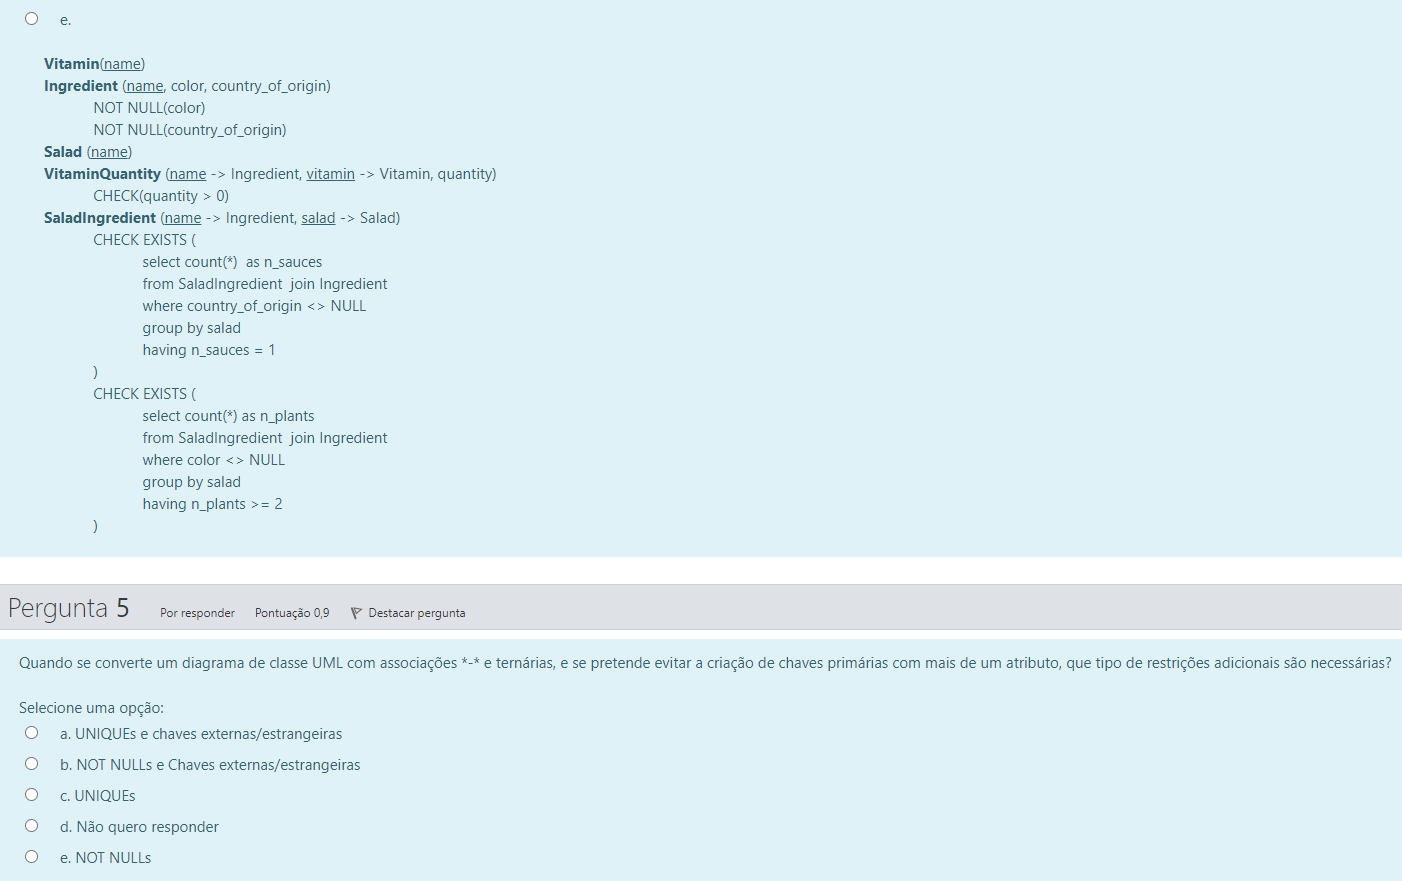 e.
Vitamin(name)
Ingredient (name, color, country_of_origin)
NOT NULL(color)
NOT NULL(country_of_origin)
Salad (name)
VitaminQuantity (name -> Ingredient, vitamin -> Vitamin, quantity)
CHECK(quantity > 0)
SaladIngredient (name -> Ingredient, salad -> Salad)
CHECK EXISTS (
select count(*)  as n_sauces
from SaladIngredient  join Ingredient
where country_of_origin <> NULL
group by salad
having n_sauces = 1
)
CHECK EXISTS (
select count(*) as n_plants
from SaladIngredient  join Ingredient
where color <> NULL
group by salad
having n_plants >= 2
)
Pergunta 5 Por responder Pontuação 0,9 Destacar pergunta
Quando se converte um diagrama de classe UML com associações *-* e ternárias, e se pretende evitar a criação de chaves primárias com mais de um atributo, que tipo de restrições adicionais são necessárias?
Selecione uma opção:
a. UNIQUEs e chaves externas/estrangeiras
b. NOT NULLs e Chaves externas/estrangeiras
c. UNIQUEs
d. Não quero responder
e. NOT NULLs